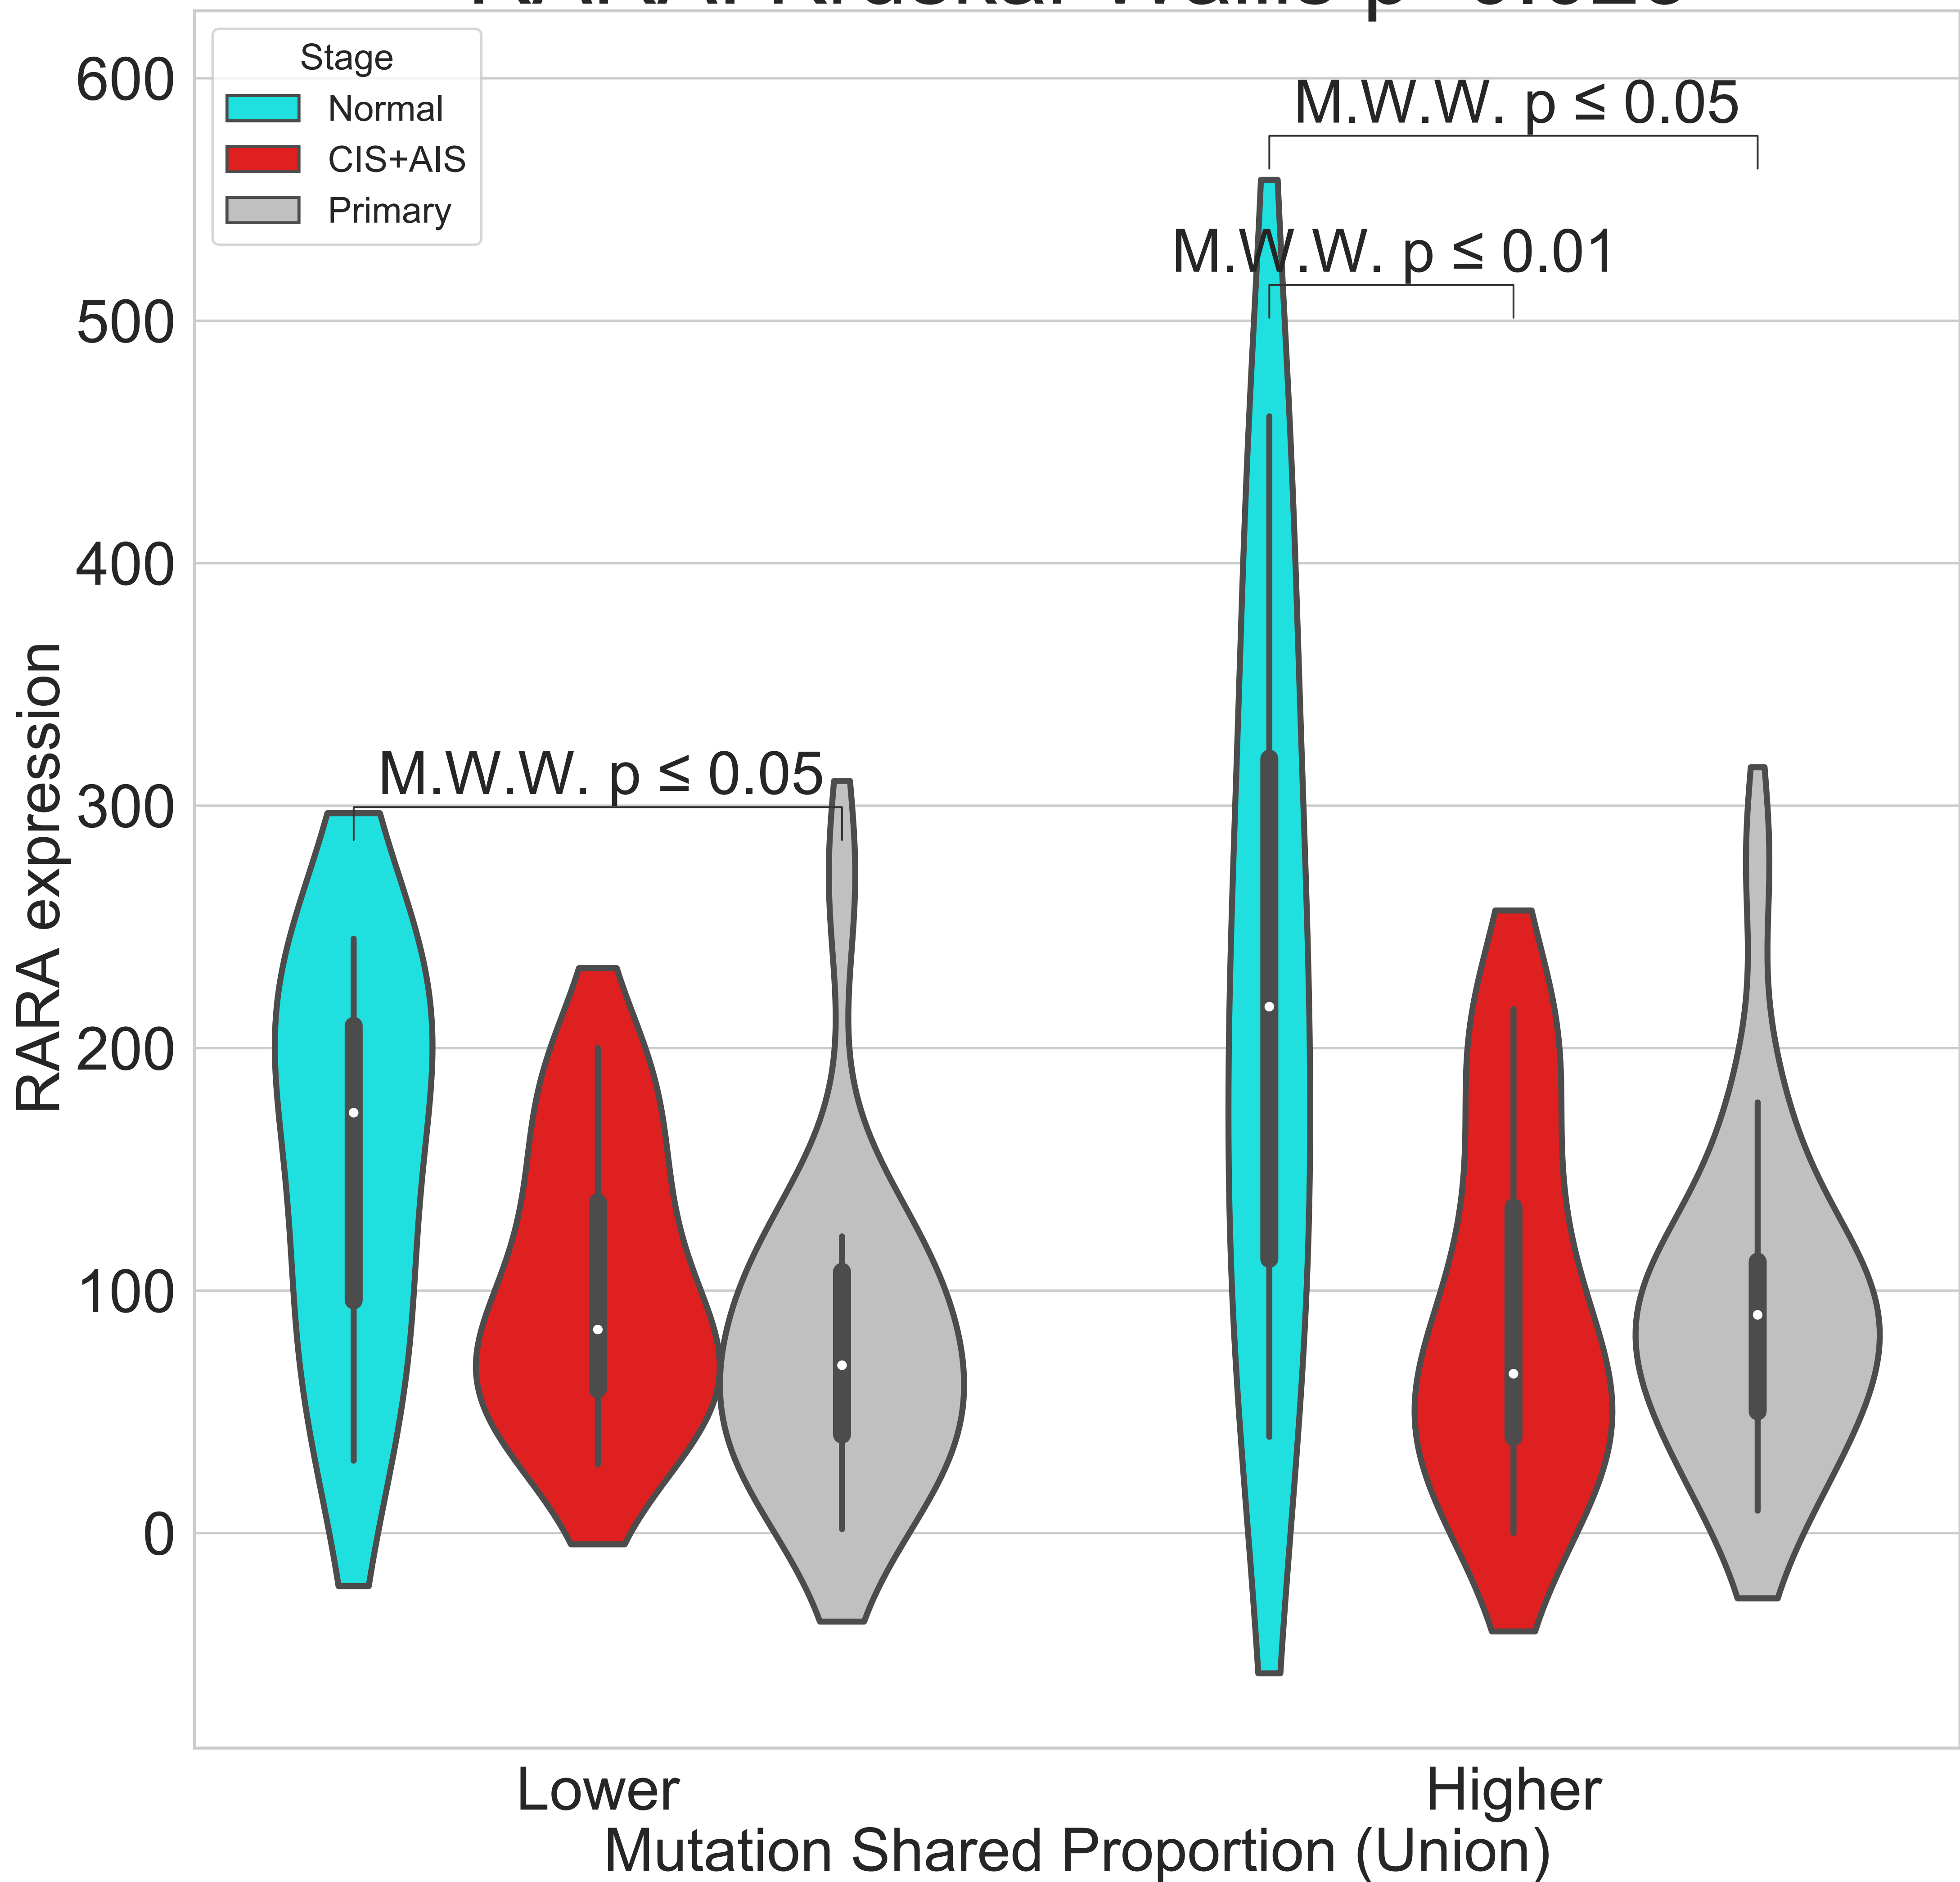 Stage
Normal
CIS+AIS
Primary
M.W.W. p ≤ 0.05
M.W.W. p ≤ 0.01
M.W.W. p ≤ 0.05
600
500
400
300
200
100
0
RARA expression
Lower
Higher
Mutation Shared Proportion (Union)